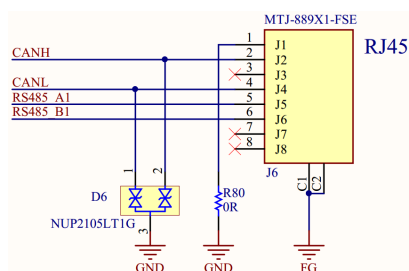 MTJ-889X1-FSE
RJ45
1 J1
CANH 2 J2
3 J3
CANL 4 J4
RS485_A1 5 J5
RS485_B1 6 J6
7 J7
8 J8
J6
C1 C2
1 2
D6
R80
0R
NUP2105LT1G
3
GND GND FG